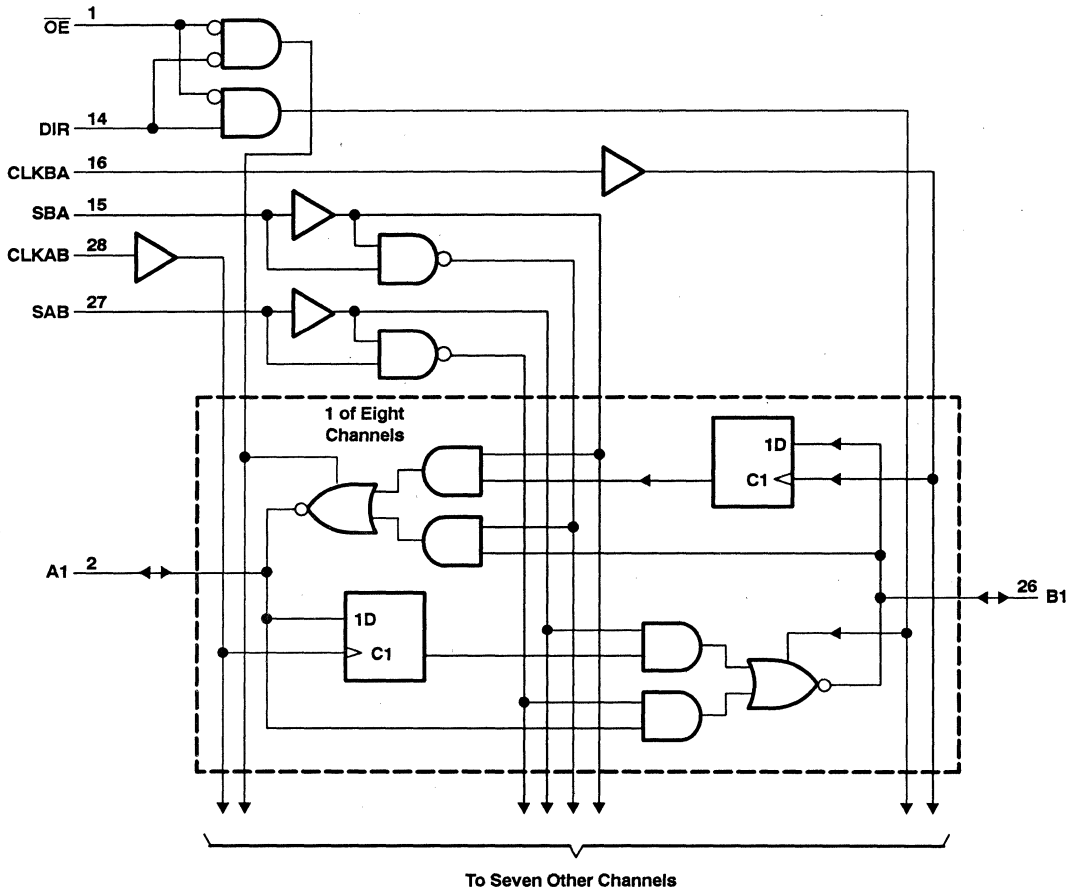 OE 1
DIR 14
CLKBA 16
SBA 15
CLKAB 28
SAB 27
1 of Eight
Channels
1D
C1
A1 2
26 B1
1D
C1
To Seven Other Channels